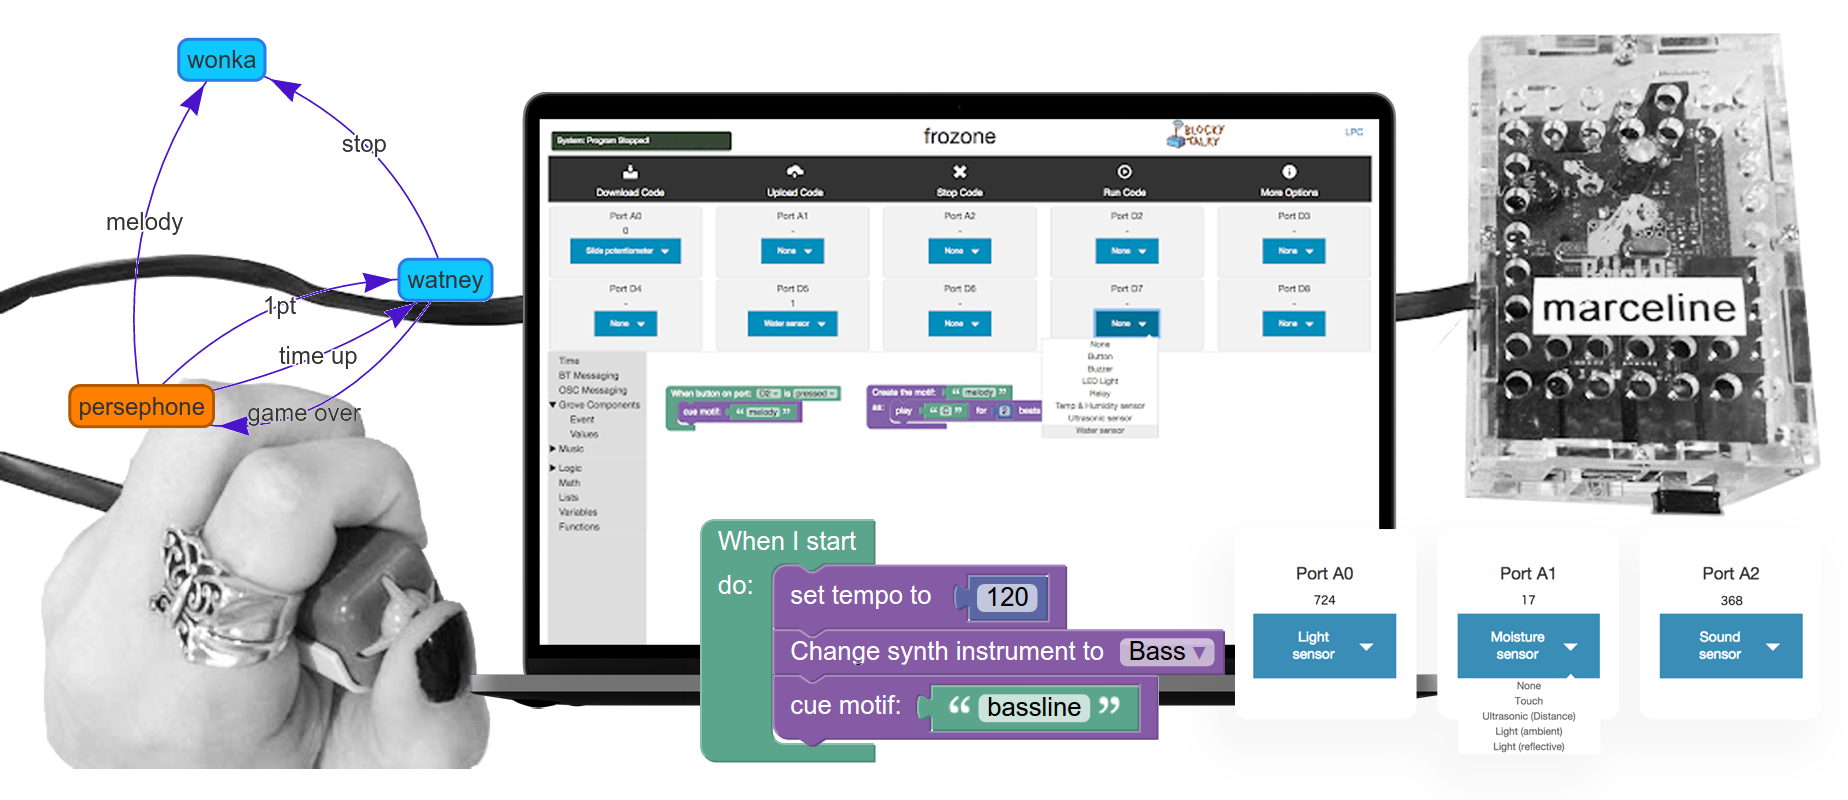 wonka
stop
melody
watney
1pt
time up
persephone
game over
System: Program Stopped!
frozone
BLOCKY
TALKY
LPC
Download Code
Upload Code
Stop Code
Run Code
More Options
Port A0
0
Slide potentiometer
Port A1
-
None
Port A2
-
None
Port D2
-
None
Port D3
-
None
Port D4
-
None
Port D5
1
Water sensor
Port D6
-
None
Port D7
-
None
Port D8
-
None
None
Button
Buzzer
LED Light
Relay
Temp & Humidity sensor
Ultrasonic sensor
Water sensor
Time
BT Messaging
OSC Messaging
Grove Components
Event
Values
Music
Logic
Math
Lists
Variables
Functions
When button on port: D2 is pressed
cue motif: “ melody ”
Create the motif: “ melody ”
as: play “ ” for 2 beats
marceline
When I start
do:
set tempo to 120
Change synth instrument to Bass
cue motif: “ bassline ”
Port A0
724
Light
sensor
Port A1
17
Moisture
sensor
None
Touch
Ultrasonic (Distance)
Light (ambient)
Light (reflective)
Port A2
368
Sound
sensor